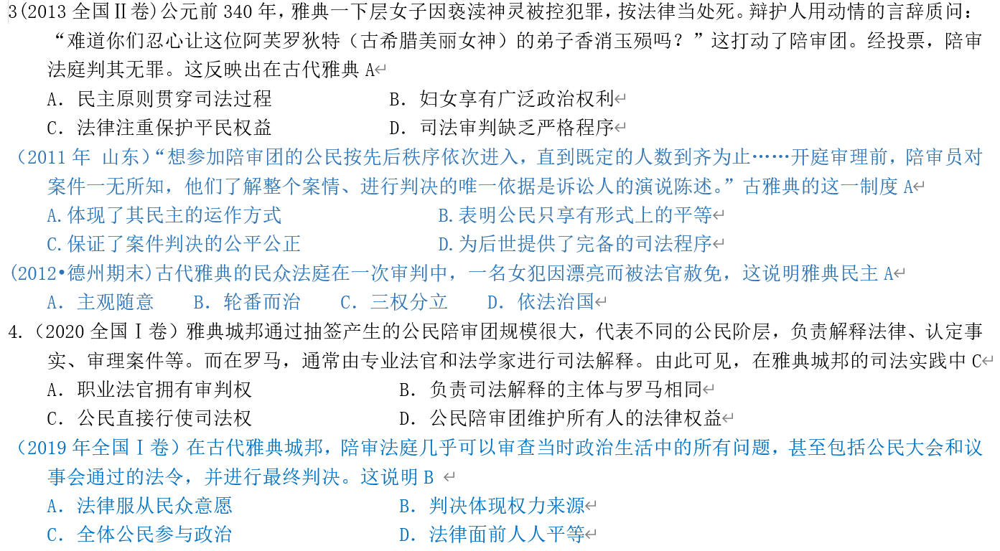 3(2013 全国Ⅱ卷)公元前 340 年，雅典一下层女子因亵渎神灵被控犯罪，按法律当处死。辩护人用动情的言辞质问：
“难道你们忍心让这位阿芙罗狄特（古希腊美丽女神）的弟子香消玉殒吗？”这打动了陪审团。经投票，陪审
法庭判其无罪。这反映出在古代雅典 A↵
A．民主原则贯穿司法过程 B．妇女享有广泛政治权利↵
C．法律注重保护平民权益 D．司法审判缺乏严格程序↵
（2011 年 山东）“想参加陪审团的公民按先后秩序依次进入，直到既定的人数到齐为止……开庭审理前，陪审员对
案件一无所知，他们了解整个案情、进行判决的唯一依据是诉讼人的演说陈述。”古雅典的这一制度 A↵
A.体现了其民主的运作方式 B.表明公民只享有形式上的平等↵
C.保证了案件判决的公平公正 D.为后世提供了完备的司法程序↵
(2012•德州期末)古代雅典的民众法庭在一次审判中，一名女犯因漂亮而被法官赦免，这说明雅典民主 A↵
A．主观随意 B．轮番而治 C．三权分立 D．依法治国↵
4.（2020 全国Ⅰ卷）雅典城邦通过抽签产生的公民陪审团规模很大，代表不同的公民阶层，负责解释法律、认定事
实、审理案件等。而在罗马，通常由专业法官和法学家进行司法解释。由此可见，在雅典城邦的司法实践中 C↵
A．职业法官拥有审判权 B．负责司法解释的主体与罗马相同↵
C．公民直接行使司法权 D．公民陪审团维护所有人的法律权益↵
（2019 年全国Ⅰ卷）在古代雅典城邦，陪审法庭几乎可以审查当时政治生活中的所有问题，甚至包括公民大会和议
事会通过的法令，并进行最终判决。这说明 B ↵
A．法律服从民众意愿 B．判决体现权力来源↵
C．全体公民参与政治 D．法律面前人人平等↵